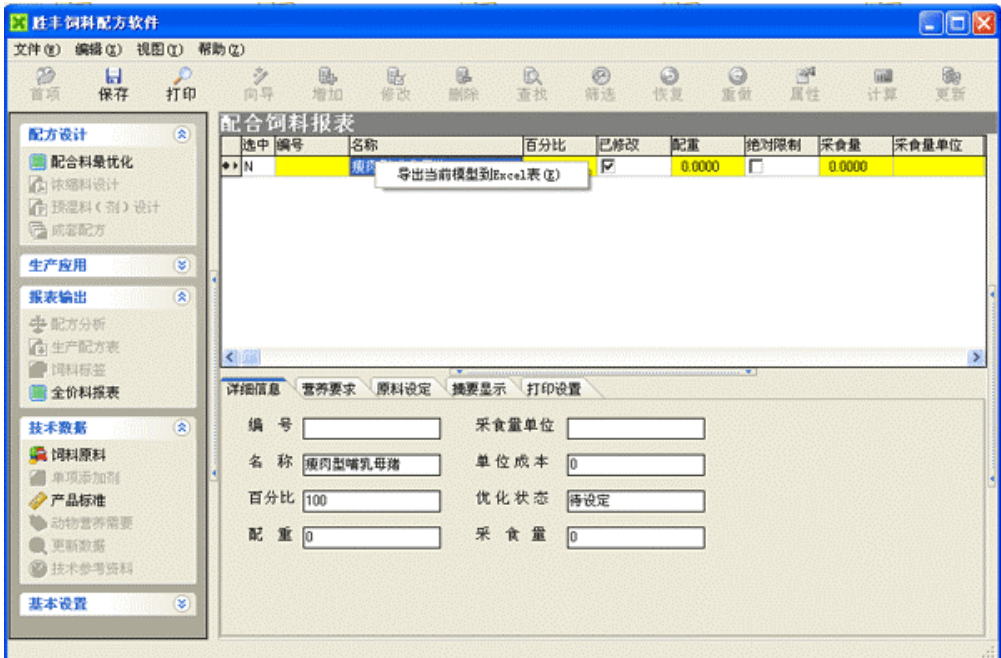 胜丰饲料配方软件
文件(F) 编辑(E) 视图(T) 帮助(Z)
首项 保存 打印 向导 增加 修改 删除 查找 筛选 恢复 重做 属性 计算 更新
配方设计
配合料最优化
浓缩料设计
预混料(剂)设计
成套配方
生产应用
报表输出
配方分析
生产配方表
饲料标签
全价料报表
技术数据
饲料原料
单项添加剂
产品标准
动物营养需要
更新数据
技术参考资料
基本设置
配合饲料报表
选中 编号 名称 百分比 已修改 配重 绝对限制 采食量 采食量单位
N 瘦肉 0.0000 0.0000
导出当前模型到Excel表(E)
详细信息 营养要求 原料设定 摘要显示 打印设置
编 号 采食量单位
名 称 瘦肉型哺乳母猪 单位成本 0
百分比 100 优化状态 待设定
配 重 0 采 食 量 0